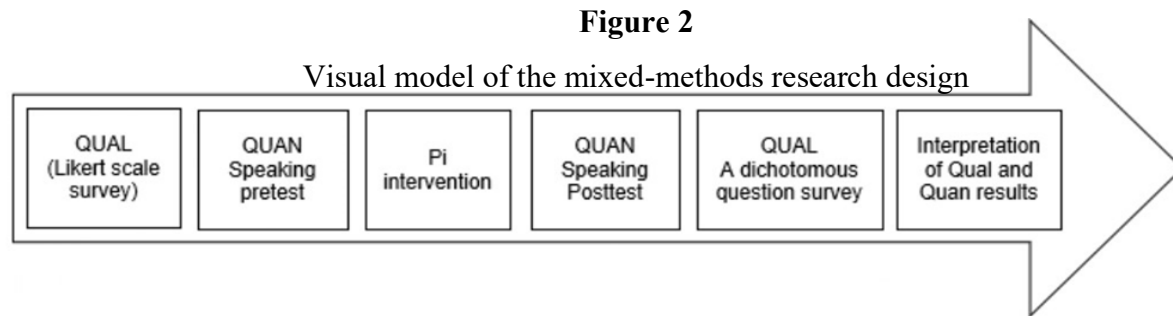 Figure 2
Visual model of the mixed-methods research design
QUAL
(Likert scale
survey)
QUAN
Speaking
pretest
Pi
intervention
QUAN
Speaking
Posttest
QUAL
A dichotomous
question survey
Interpretation
of Qual and
Quan results